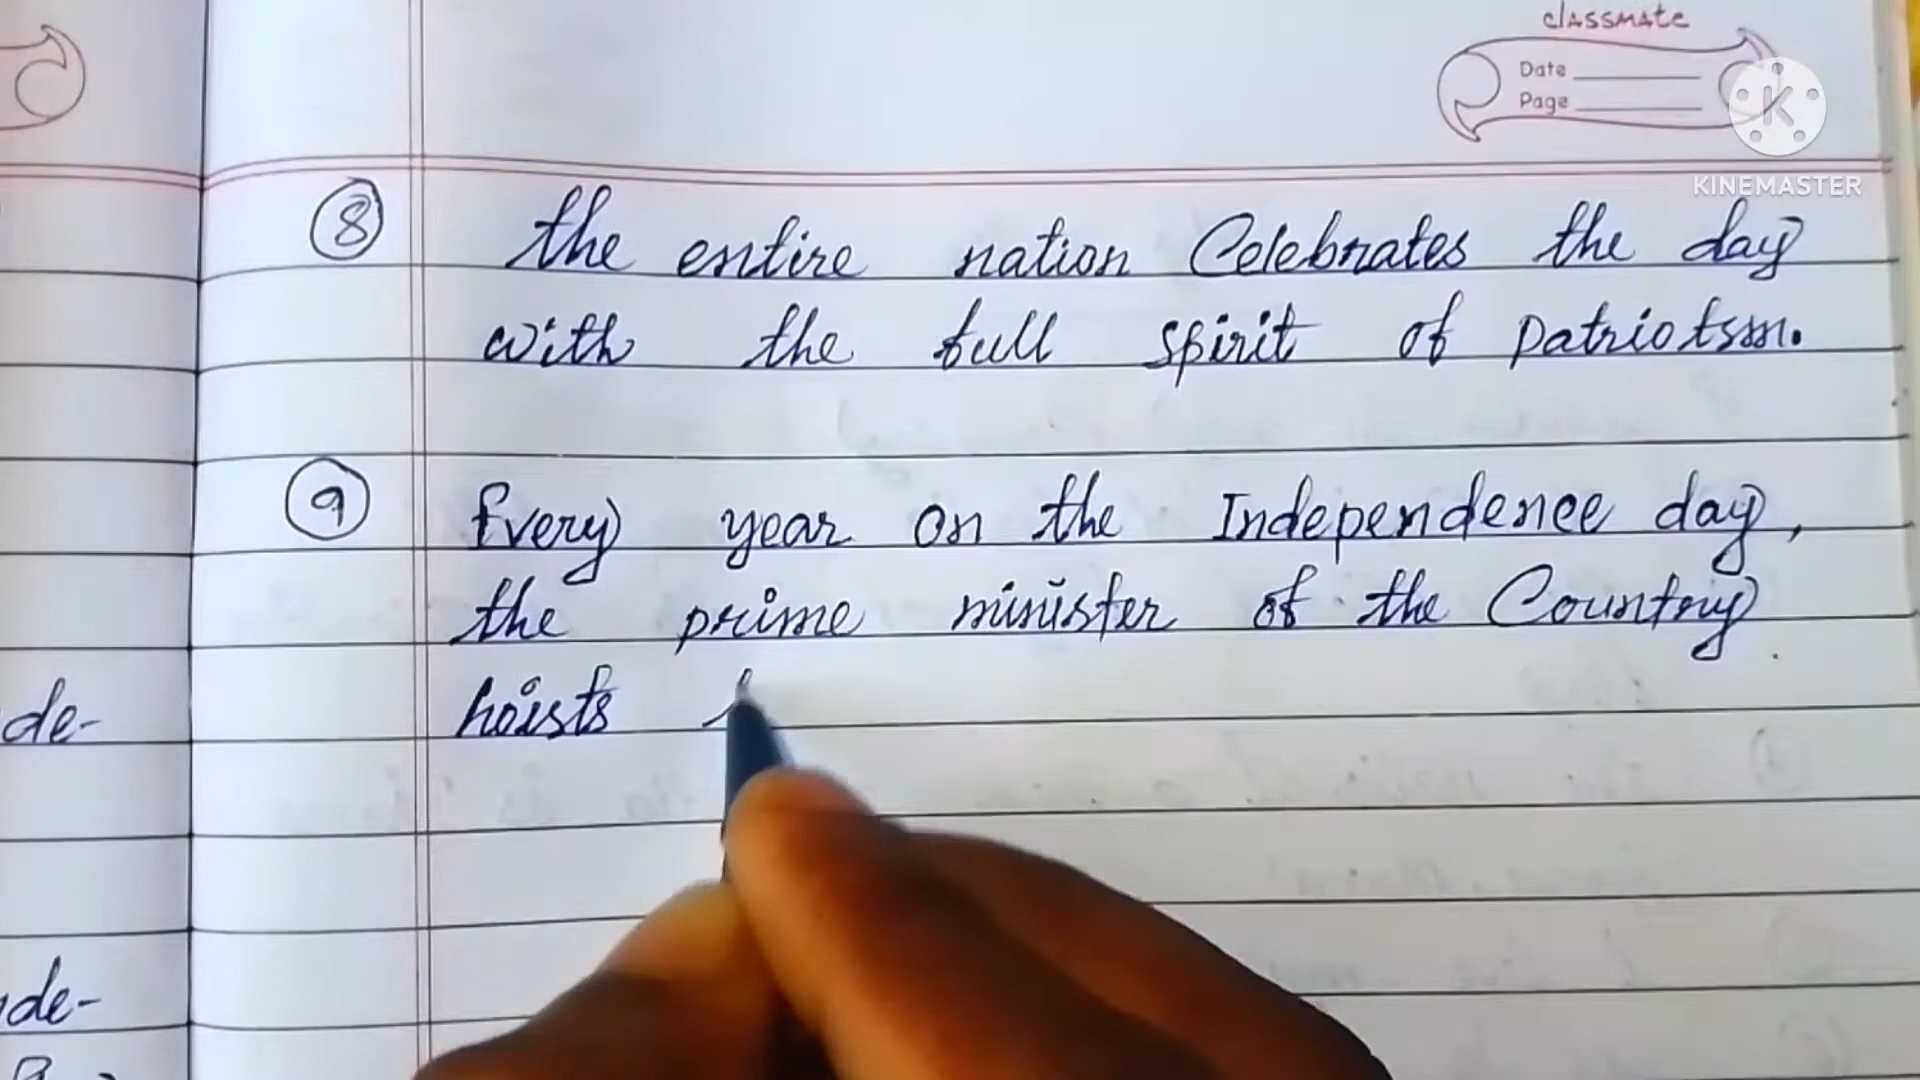 classmate
Date
Page
KINEMASTER
8 the entire nation Celebrates the day
with the full spirit of patriotsm.
9 Every year on the Independence day,
the prime minister of the Country
hoists
de-
de-